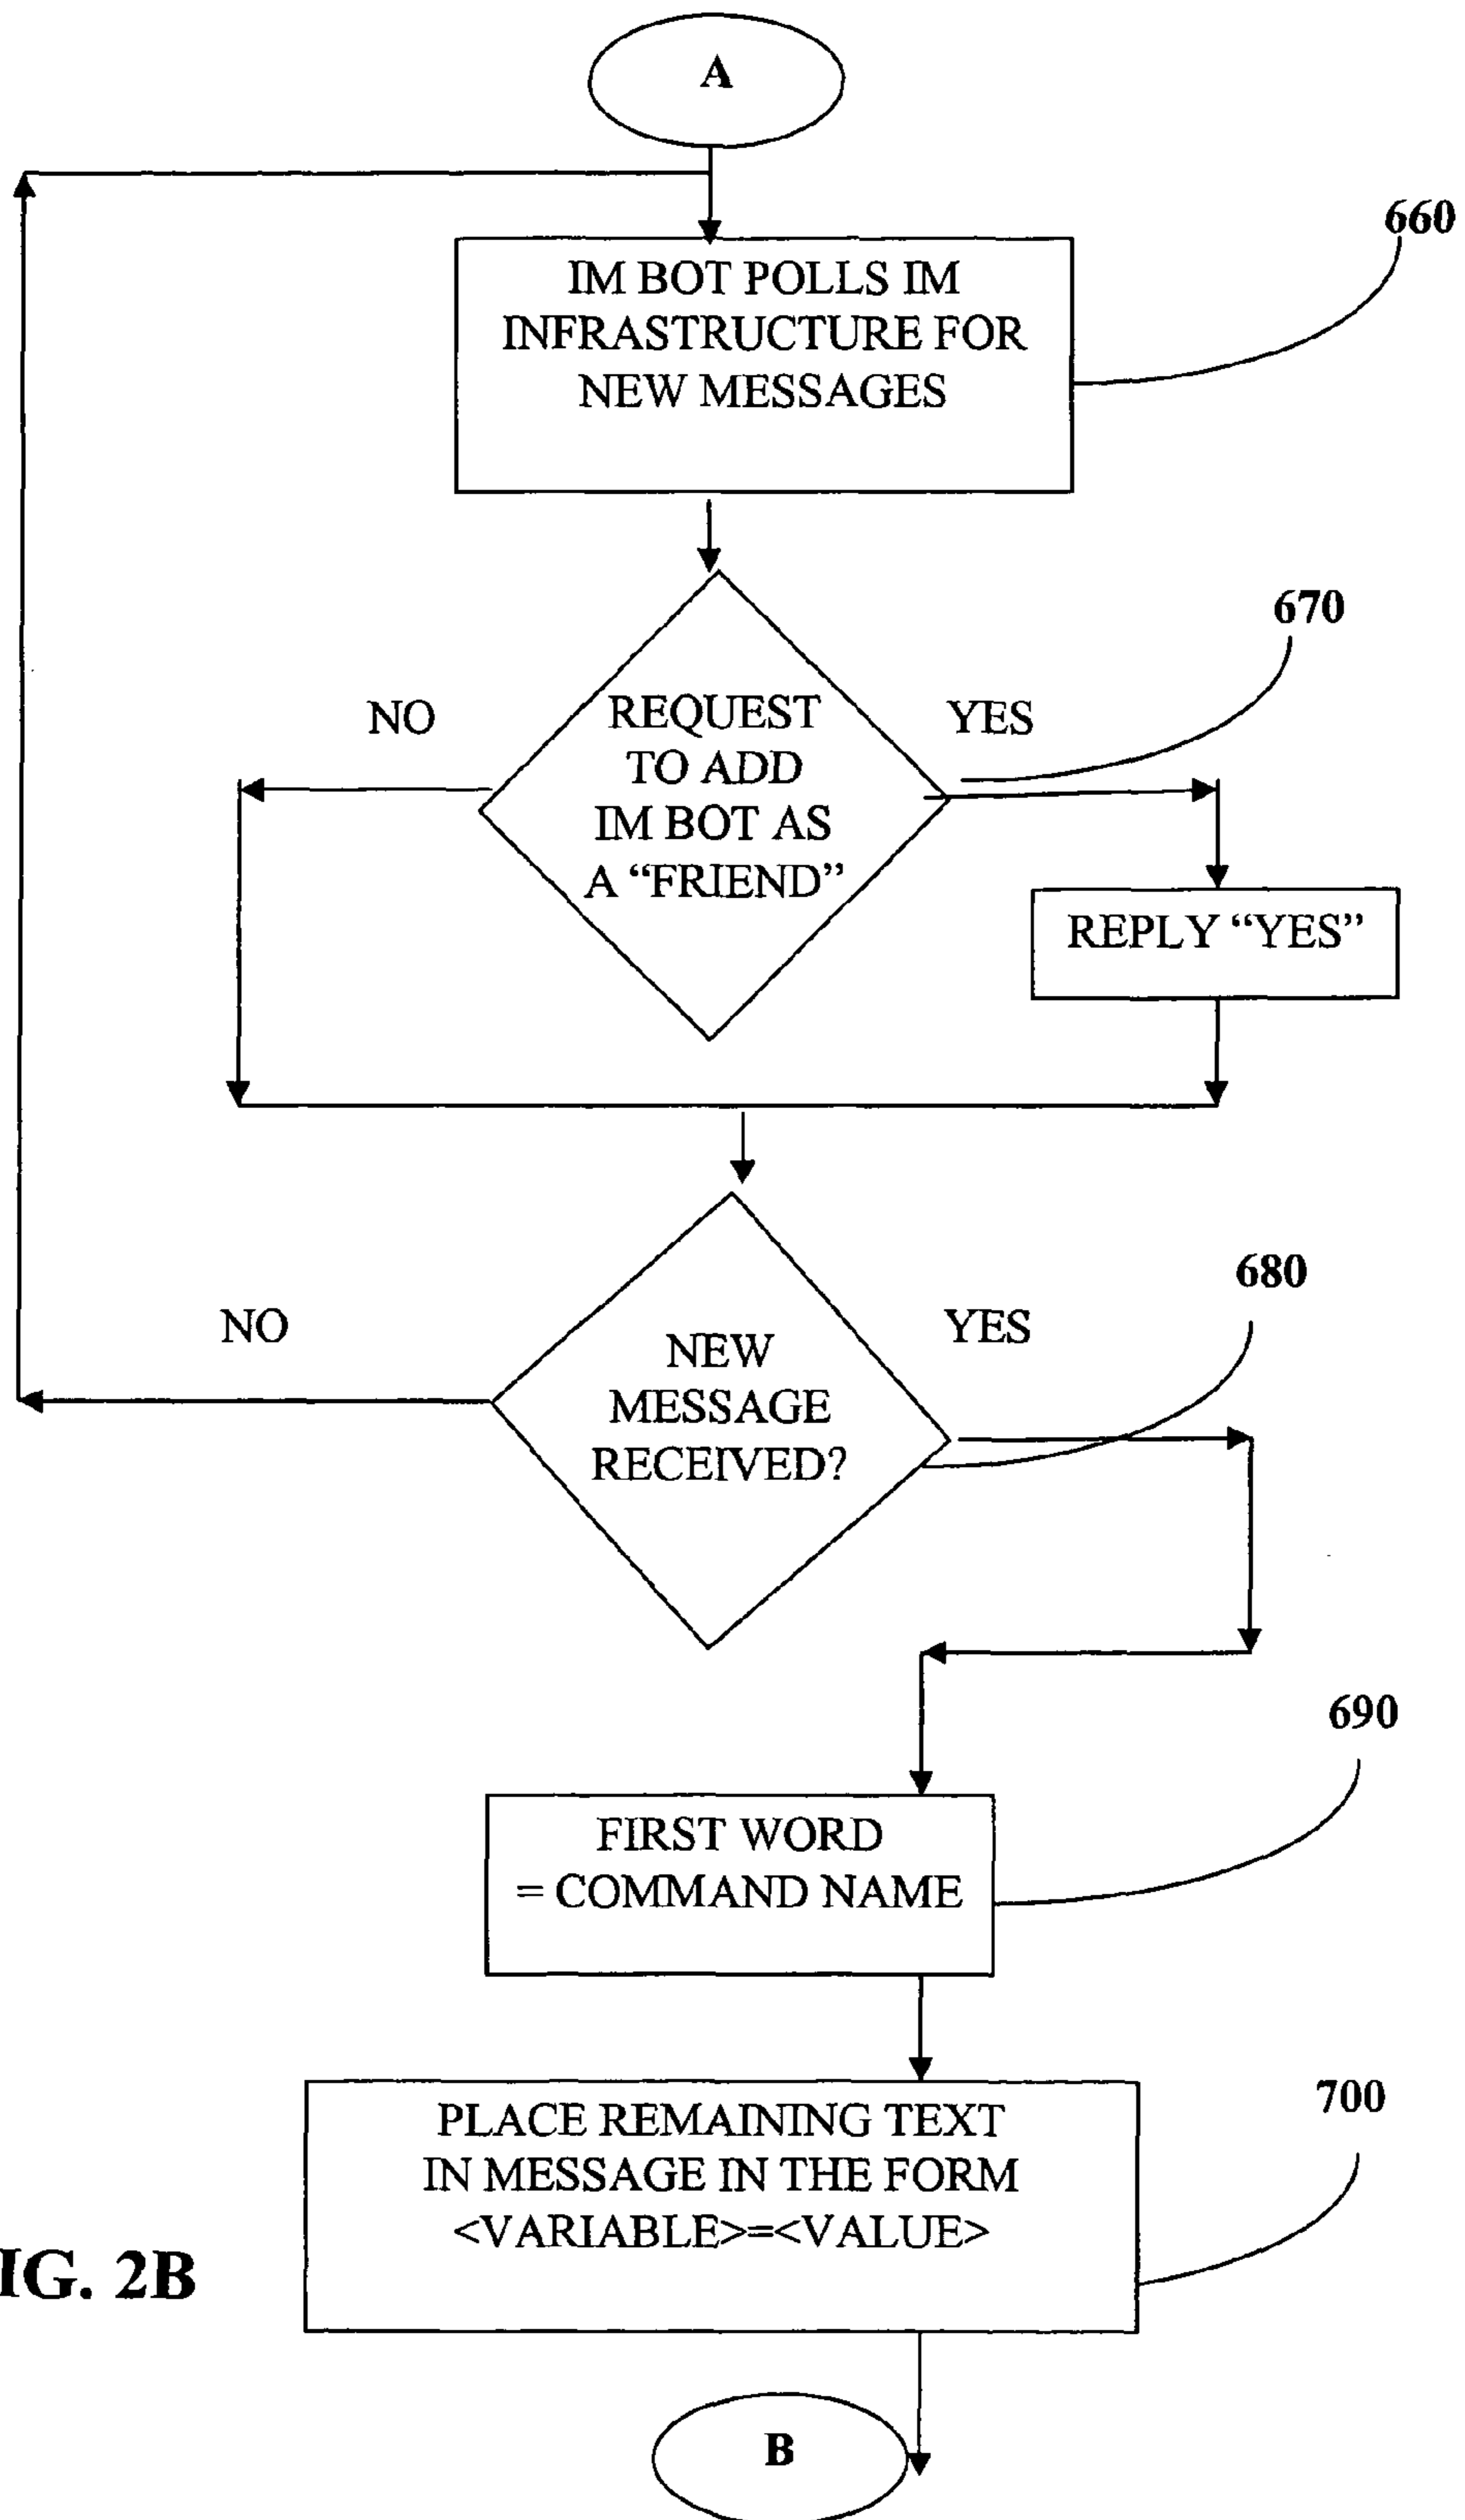 A
660
IM BOT POLLS IM
INFRASTRUCTURE FOR
NEW MESSAGES
670
NO
YES
REQUEST
TO ADD
IM BOT AS
A “FRIEND”
REPLY “YES”
680
NO
YES
NEW
MESSAGE
RECEIVED?
690
FIRST WORD
= COMMAND NAME
700
PLACE REMAINING TEXT
IN MESSAGE IN THE FORM
<VARIABLE>=<VALUE>
IG. 2B
B